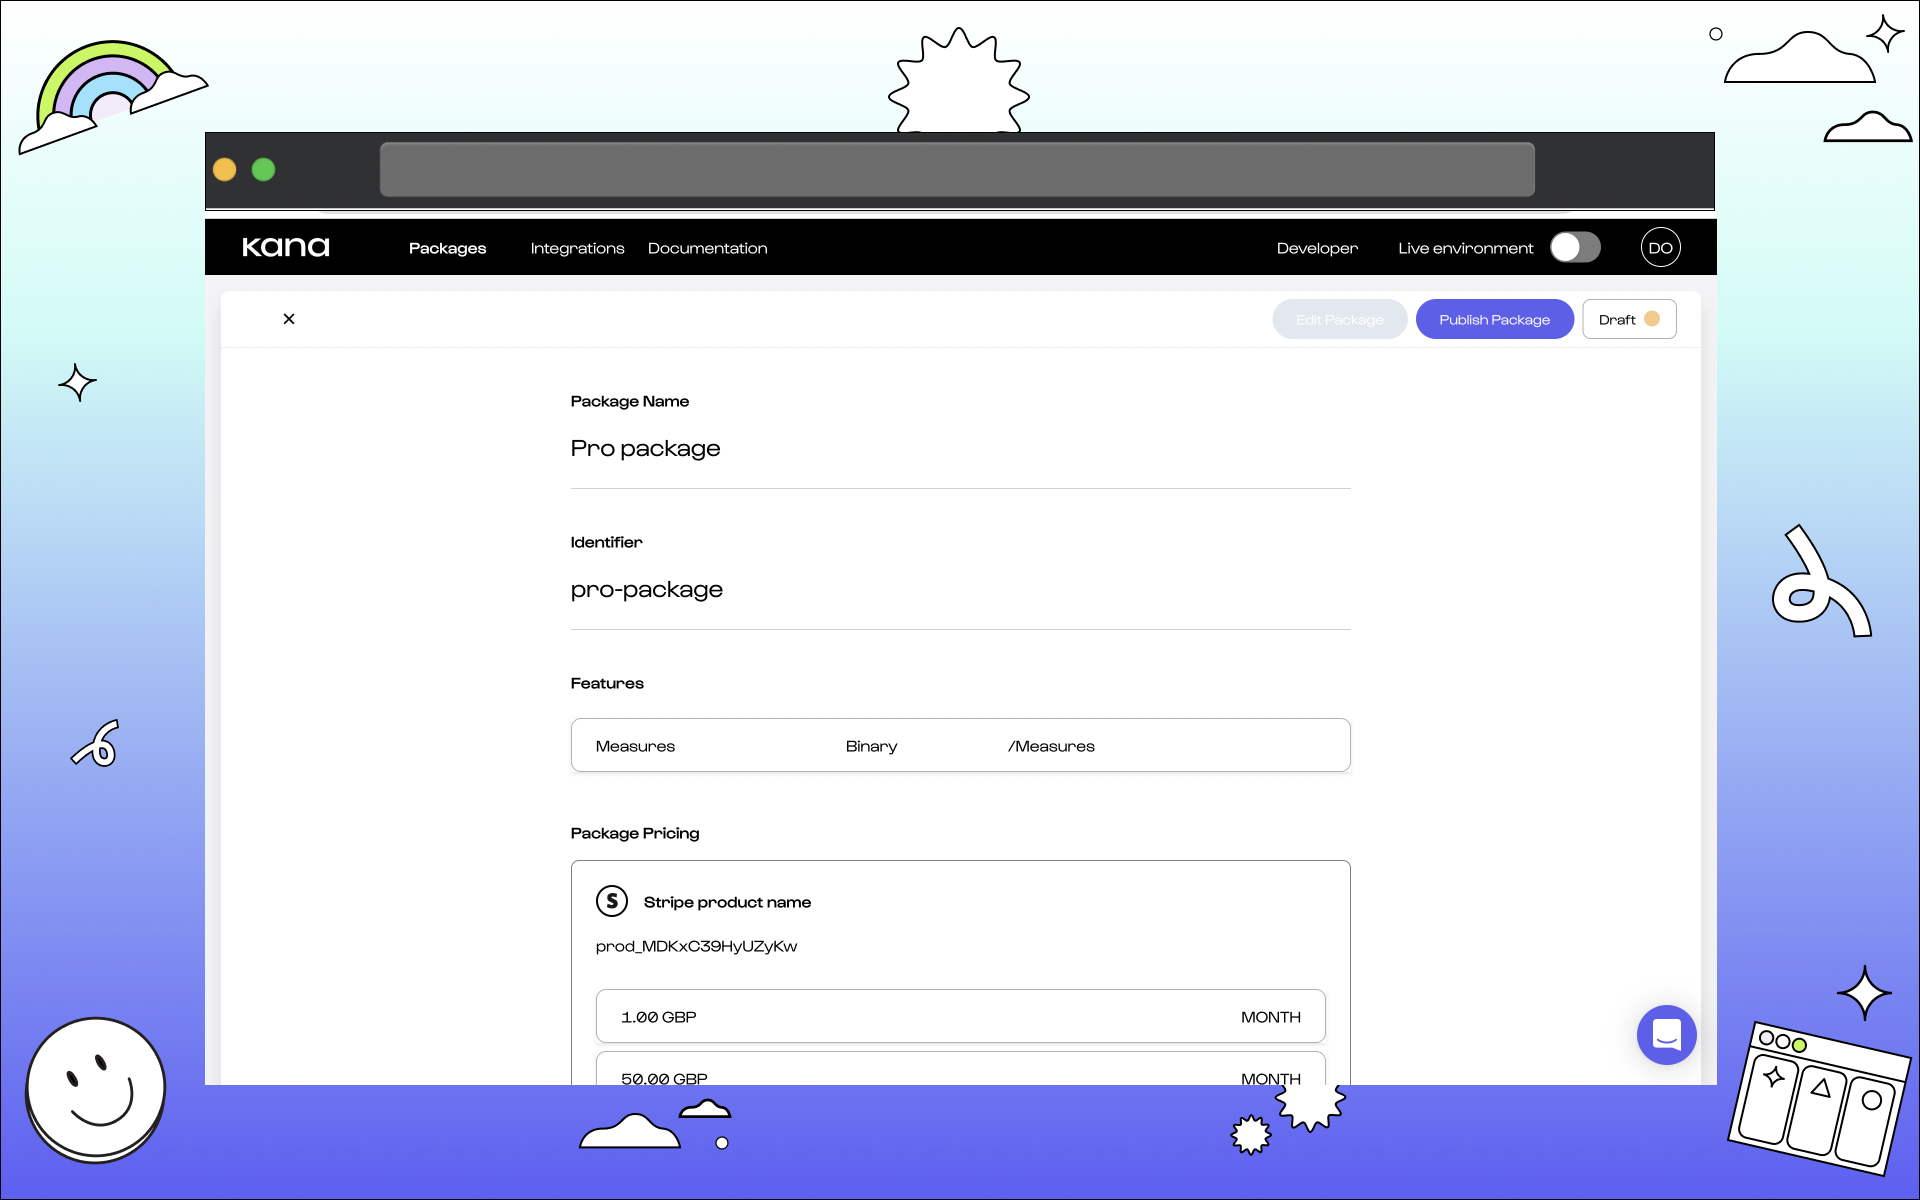 kana Packages Integrations Documentation Developer Live environment DO
Edit Package Publish Package Draft
Package Name
Pro package
Identifier
pro-package
Features
Measures Binary /Measures
Package Pricing
S Stripe product name
prod_MDKxC39HyUZyKw
1.00 GBP MONTH
50.00 GBP MONTH